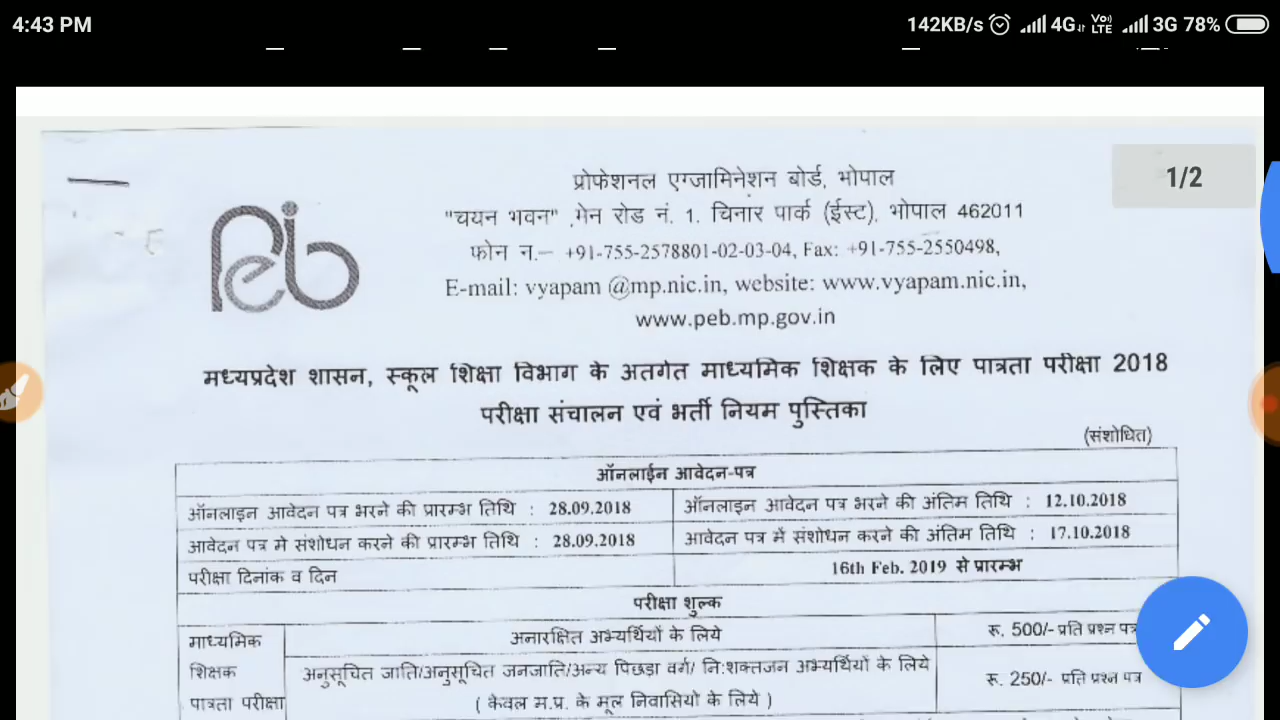 4:43 PM
142KB/s 4G VoLTE 3G 78%
1/2
Peb
प्रोफेशनल एग्जामिनेशन बोर्ड, भोपाल
"चयन भवन" ,मेन रोड नं. 1, चिनार पार्क (ईस्ट), भोपाल 462011
फोन न.– +91-755-2578801-02-03-04, Fax: +91-755-2550498,
E-mail: vyapam @mp.nic.in, website: www.vyapam.nic.in,
www.peb.mp.gov.in
मध्यप्रदेश शासन, स्कूल शिक्षा विभाग के अतर्गत माध्यमिक शिक्षक के लिए पात्रता परीक्षा 2018
परीक्षा संचालन एवं भर्ती नियम पुस्तिका
(संशोधित)
ऑनलाईन आवेदन-पत्र
ऑनलाइन आवेदन पत्र भरने की प्रारम्भ तिथि : 28.09.2018 ऑनलाइन आवेदन पत्र भरने की अंतिम तिथि : 12.10.2018
आवेदन पत्र मे संशोधन करने की प्रारम्भ तिथि : 28.09.2018 आवेदन पत्र में संशोधन करने की अंतिम तिथि : 17.10.2018
परीक्षा दिनांक व दिन 16th Feb. 2019 से प्रारम्भ
परीक्षा शुल्क
माध्यमिक अनारक्षित अभ्यर्थियों के लिये रू. 500/- प्रति प्रश्न पत्र
शिक्षक अनुसूचित जाति/अनुसूचित जनजाति/अन्य पिछड़ा वर्ग/ नि:शक्तजन अभ्यर्थियों के लिये रू. 250/- प्रति प्रश्न पत्र
पात्रता परीक्षा ( केवल म.प्र. के मूल निवासियो के लिये )